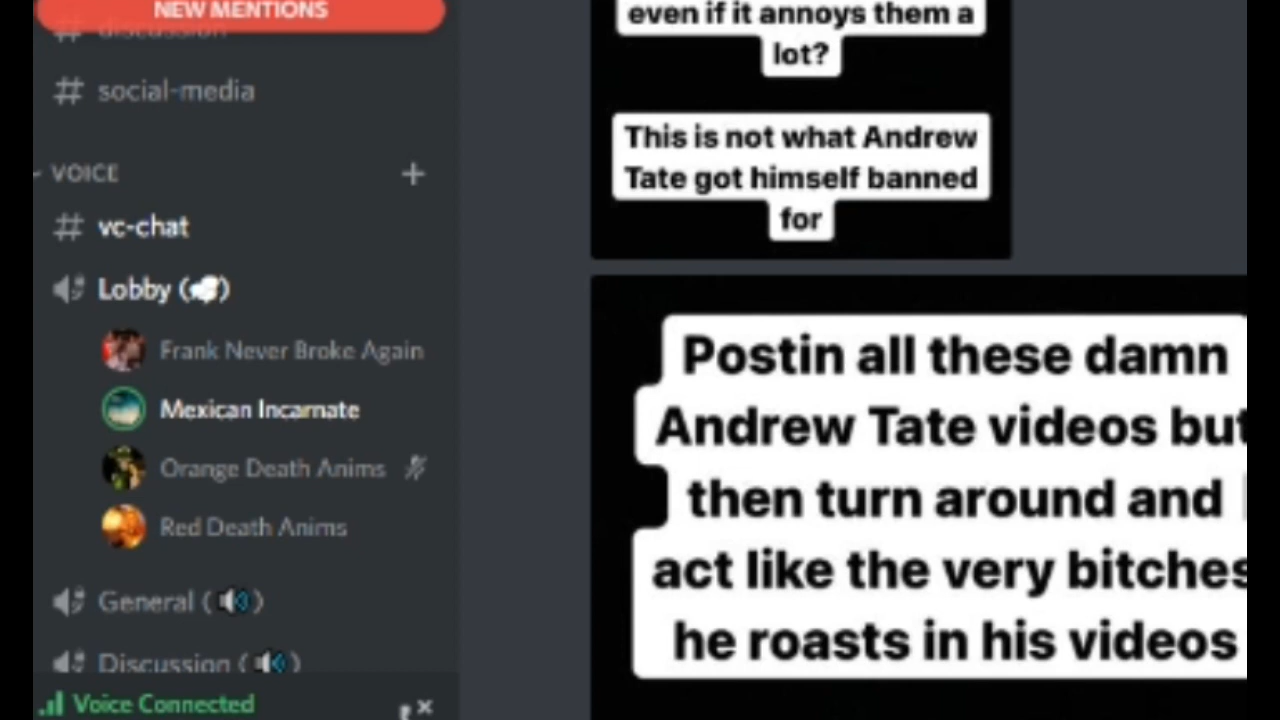 NEW MENTIONS
# discussion
# social-media
VOICE +
# vc-chat
Lobby (💭)
Frank Never Broke Again
Mexican Incarnate
Orange Death Anims
Red Death Anims
General (🔊)
Discussion (🔊)
Voice Connected
even if it annoys them a
lot?
This is not what Andrew
Tate got himself banned
for
Postin all these damn
Andrew Tate videos but
then turn around and
act like the very bitches
he roasts in his videos